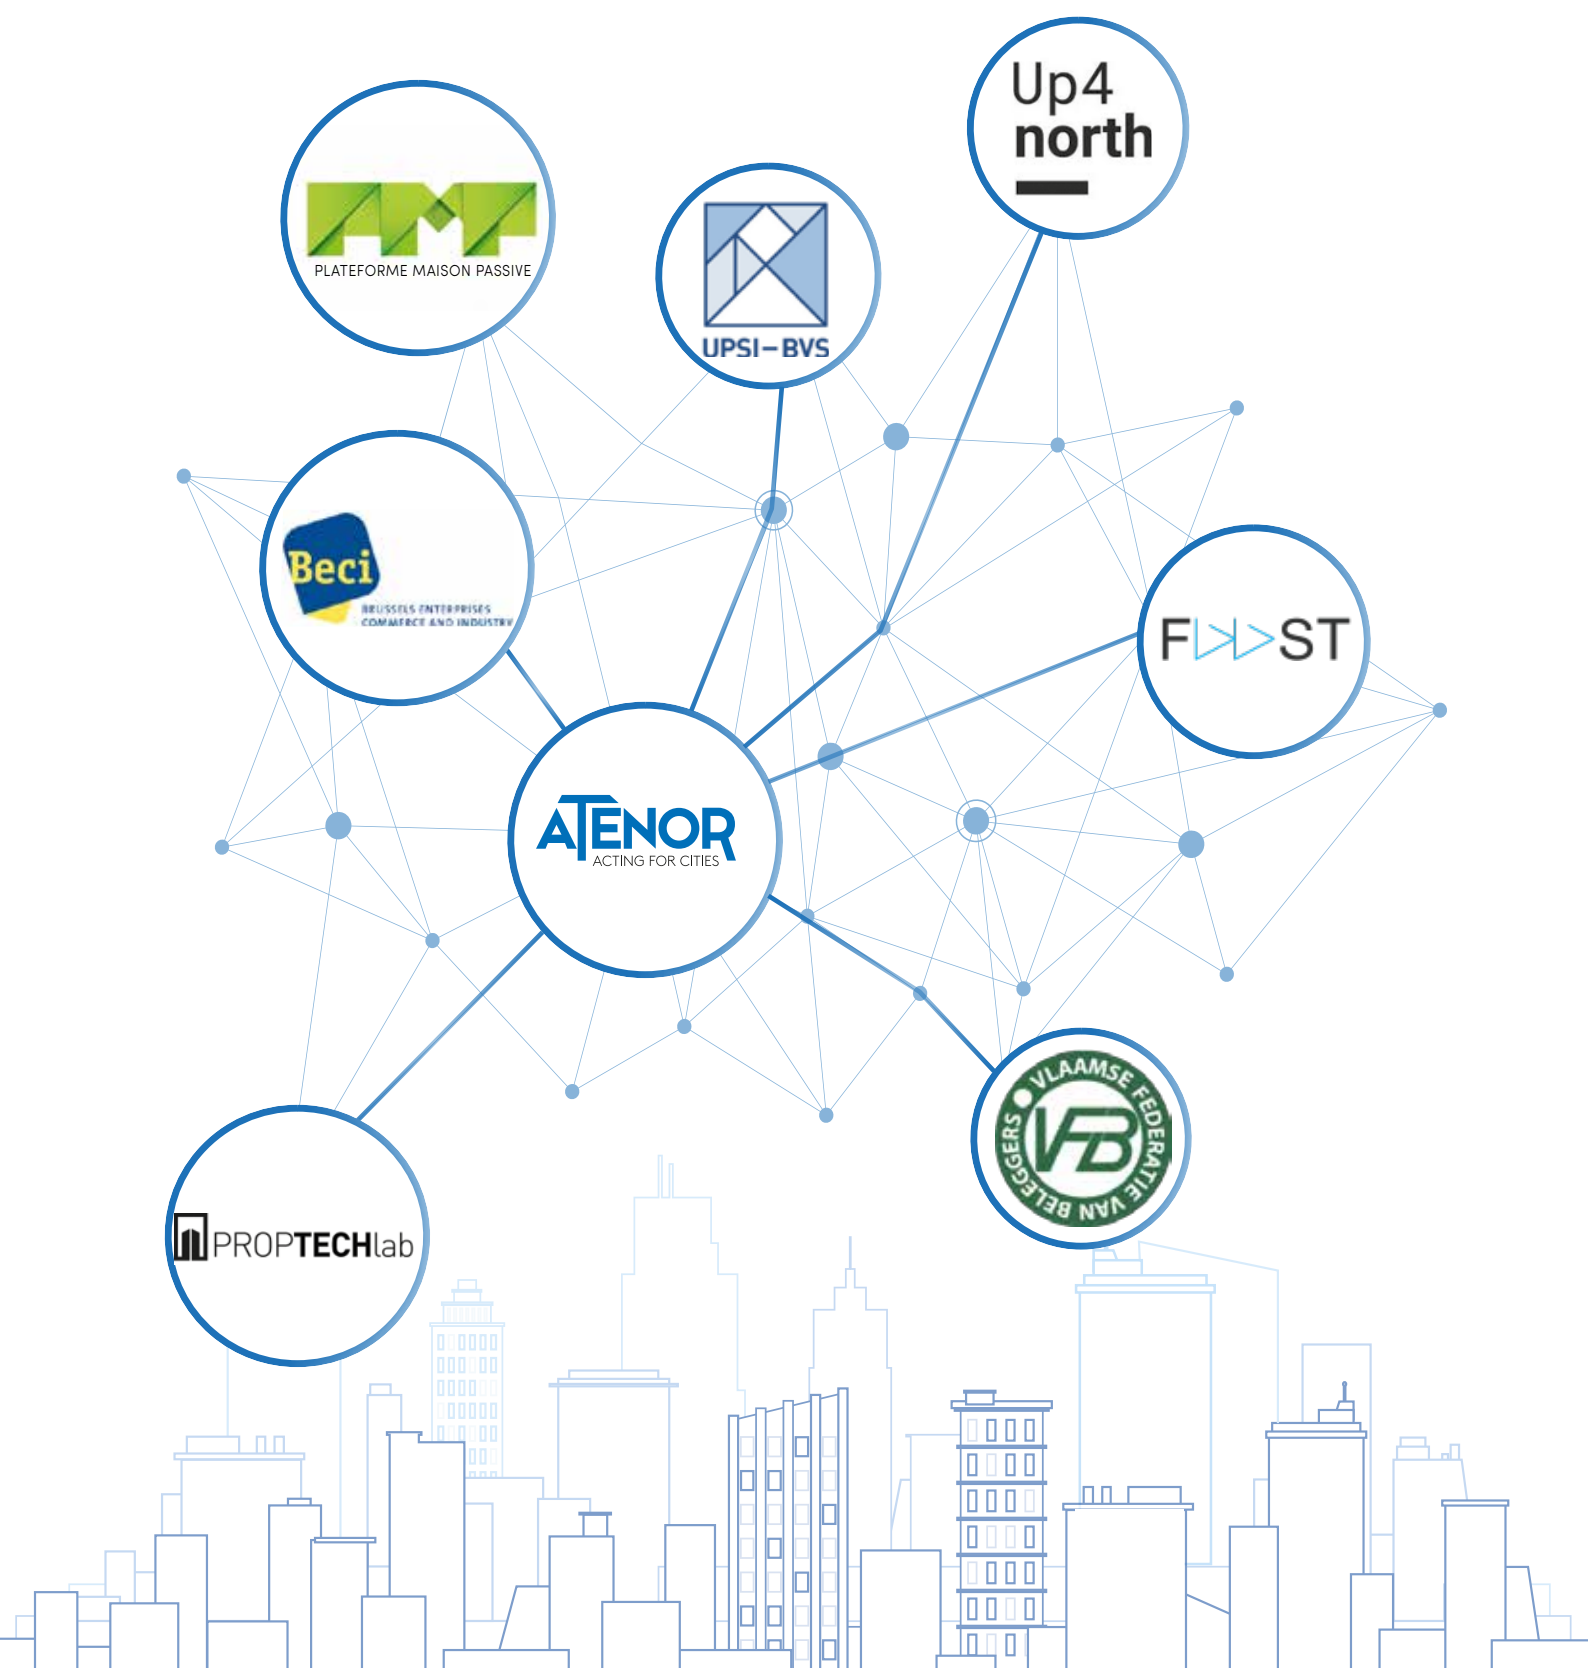 Up4
north
PMP
PLATEFORME MAISON PASSIVE
UPSI-BVS
Beci
BRUSSELS ENTERPRISES
COMMERCE AND INDUSTRY
F ST
ATENOR
ACTING FOR CITIES
VLAAMSE FEDERATIE VAN BELEGGERS
VFB
PROPTECHlab